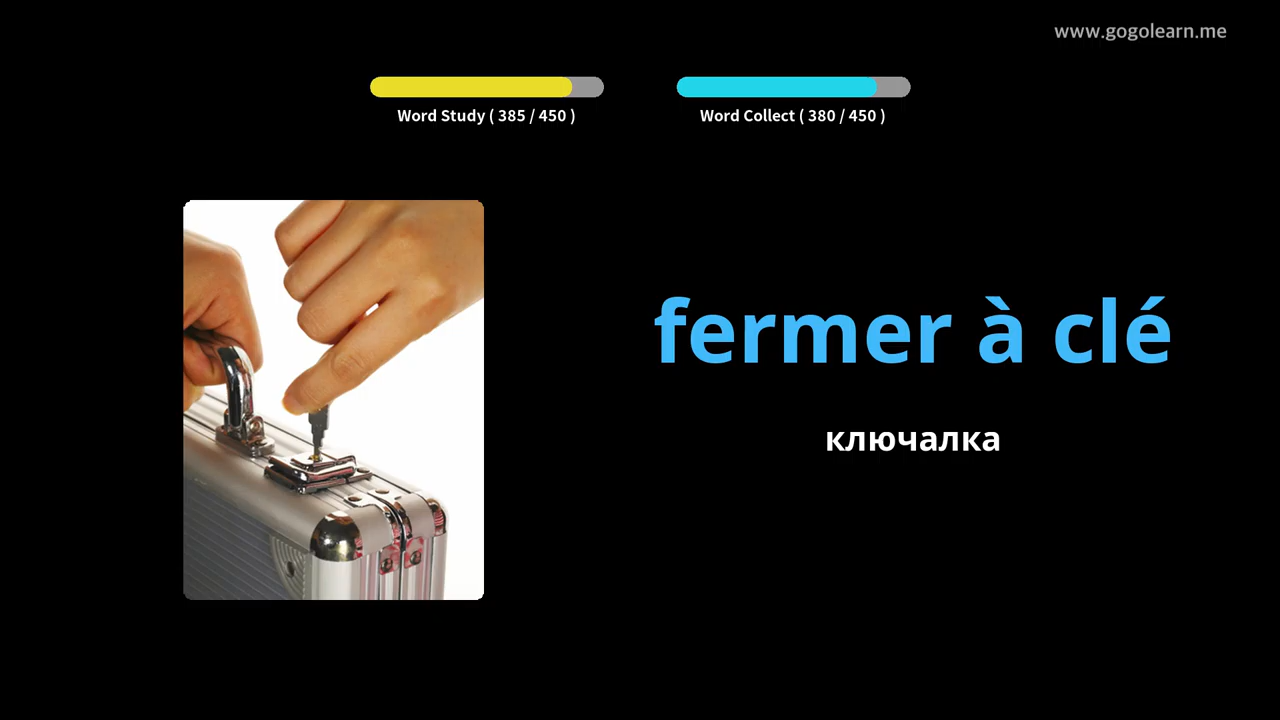 www.gogolearn.me
Word Study ( 385 / 450 )
Word Collect ( 380 / 450 )
fermer à clé
ключалка